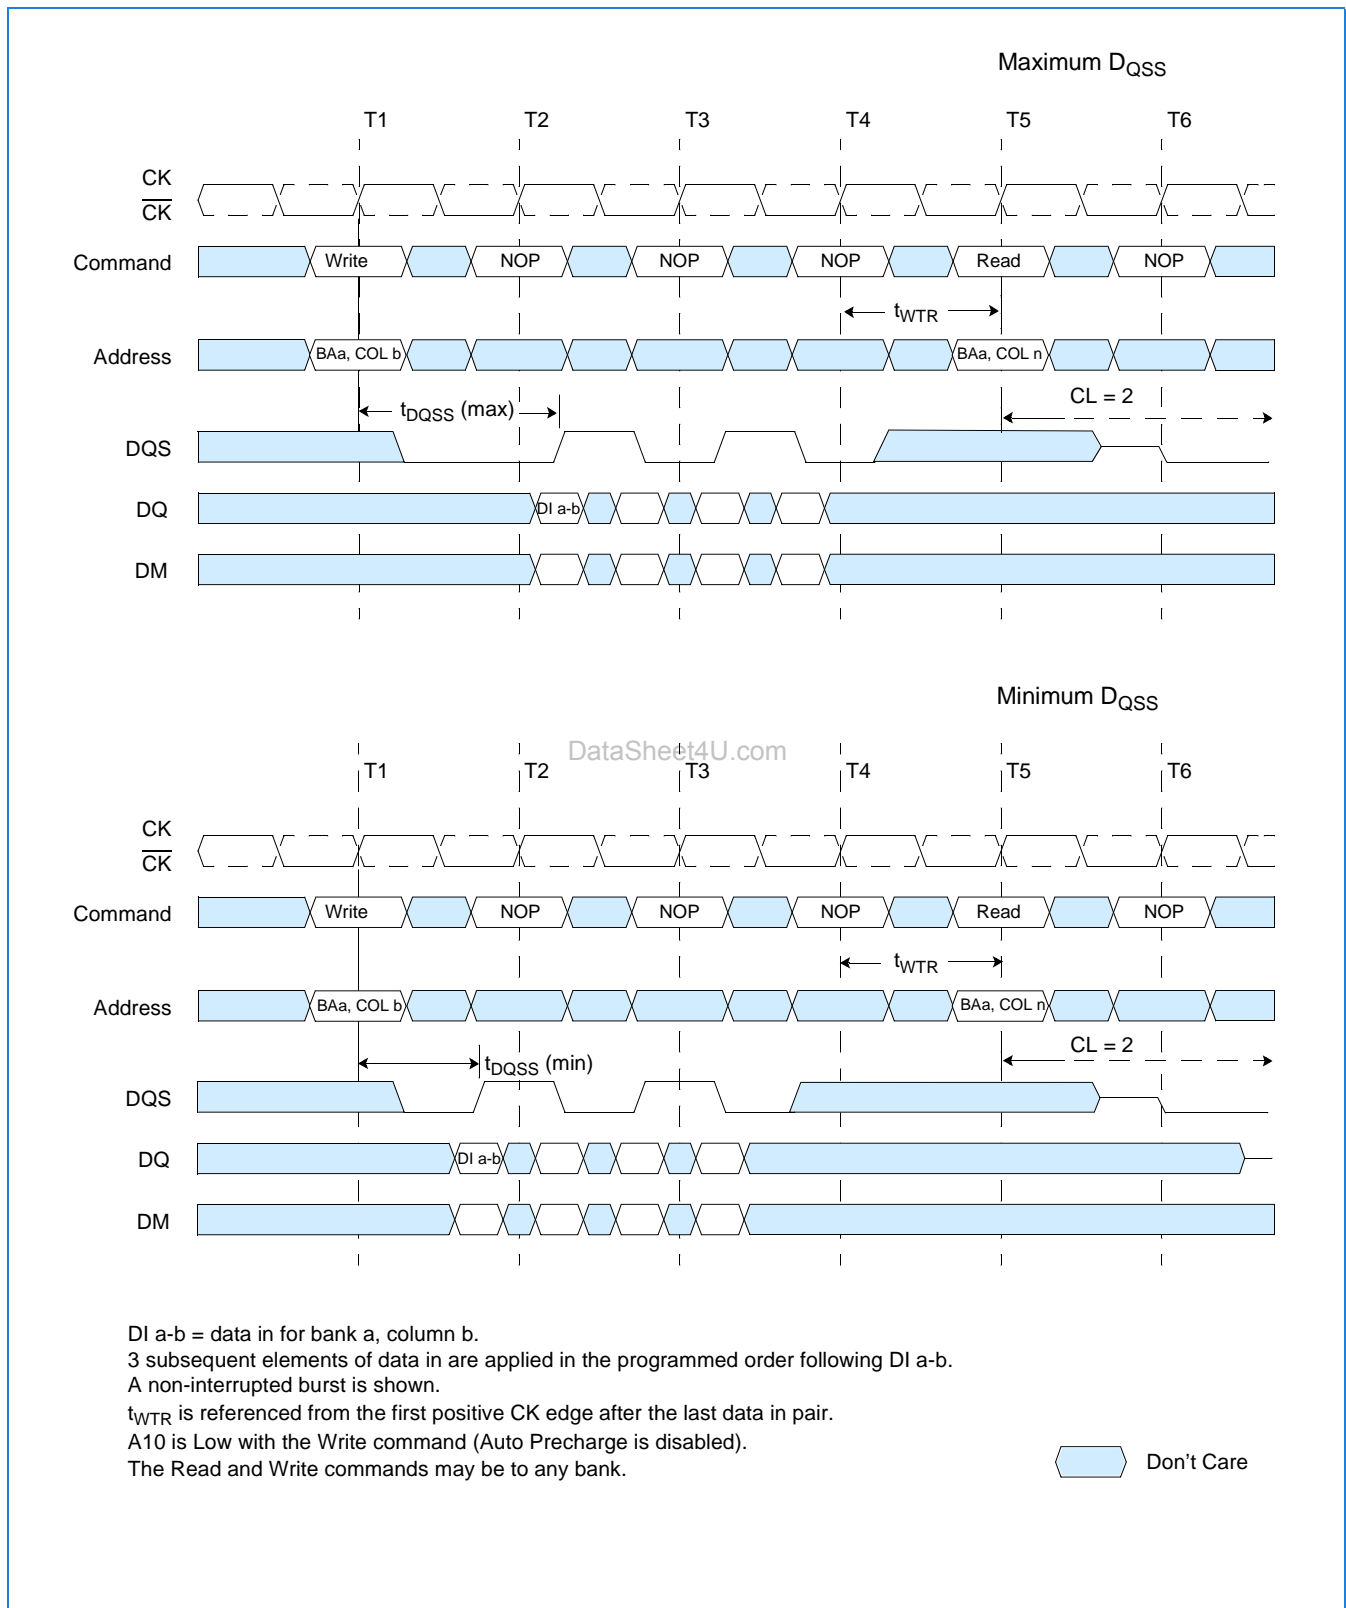 Maximum DQSS
T1 T2 T3 T4 T5 T6
CK
CK
Command Write NOP NOP NOP Read NOP
tWTR
Address BAa, COL b BAa, COL n
tDQSS (max) CL = 2
DQS
DQ DI a-b
DM
Minimum DQSS
DataSheet4U.com
T1 T2 T3 T4 T5 T6
CK
CK
Command Write NOP NOP NOP Read NOP
tWTR
Address BAa, COL b BAa, COL n
tDQSS (min) CL = 2
DQS
DQ DI a-b
DM
DI a-b = data in for bank a, column b.
3 subsequent elements of data in are applied in the programmed order following DI a-b.
A non-interrupted burst is shown.
tWTR is referenced from the first positive CK edge after the last data in pair.
A10 is Low with the Write command (Auto Precharge is disabled).
The Read and Write commands may be to any bank.
Don't Care